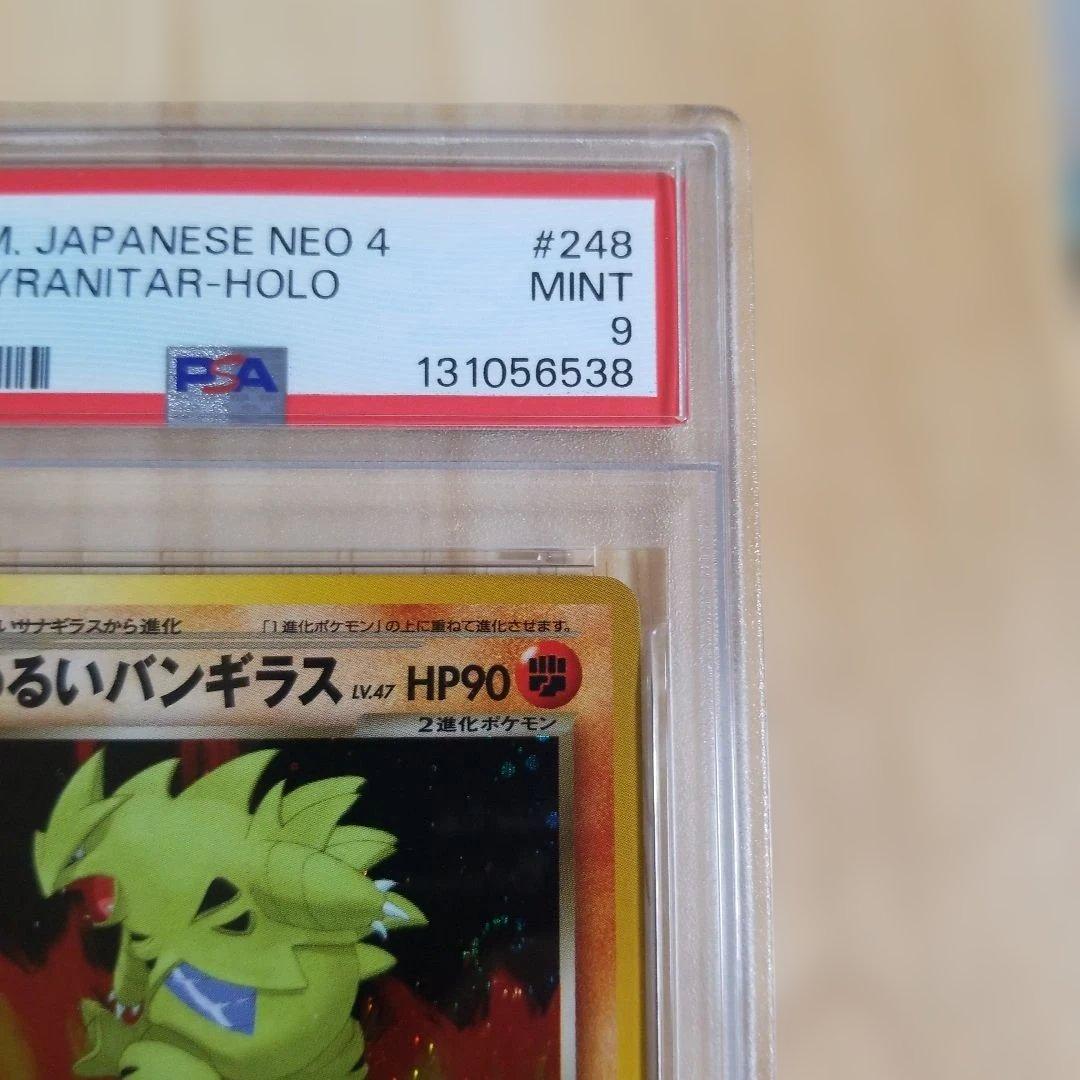 M. JAPANESE NEO 4 #248
YRANITAR-HOLO MINT
9
PSA 131056538
いサナギラスから進化 「1進化ポケモン」の上に重ねて進化させます。
るいバンギラス LV.47 HP90
2進化ポケモン